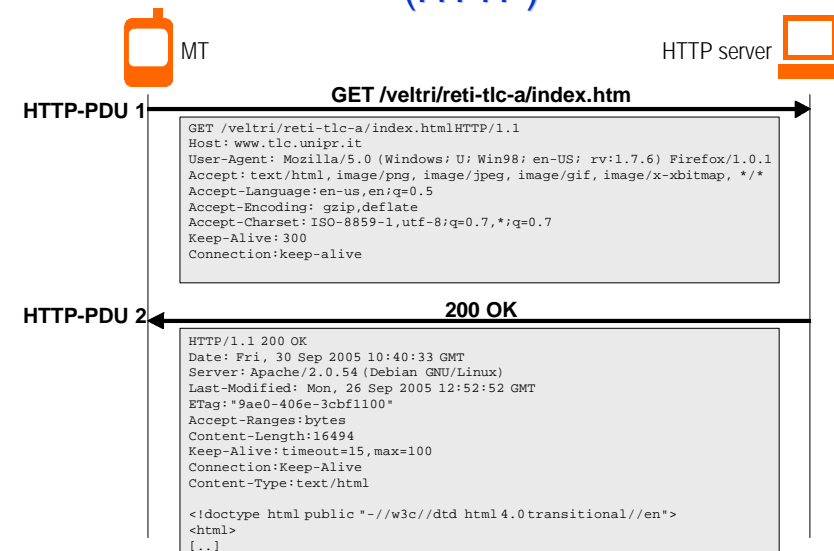 MT
HTTP server
GET /veltri/reti-tlc-a/index.htm
HTTP-PDU 1
GET /veltri/reti-tlc-a/index.htmlHTTP/1.1
Host: www.tlc.unipr.it
User-Agent: Mozilla/5.0 (Windows; U; Win98; en-US; rv:1.7.6) Firefox/1.0.1
Accept: text/html, image/png, image/jpeg, image/gif, image/x-xbitmap, */*
Accept-Language:en-us,en;q=0.5
Accept-Encoding: gzip,deflate
Accept-Charset: ISO-8859-1,utf-8;q=0.7,*;q=0.7
Keep-Alive: 300
Connection:keep-alive
200 OK
HTTP-PDU 2
HTTP/1.1 200 OK
Date: Fri, 30 Sep 2005 10:40:33 GMT
Server: Apache/2.0.54 (Debian GNU/Linux)
Last-Modified: Mon, 26 Sep 2005 12:52:52 GMT
ETag:"9ae0-406e-3cbf1100"
Accept-Ranges:bytes
Content-Length:16494
Keep-Alive: timeout=15,max=100
Connection:Keep-Alive
Content-Type:text/html
<!doctype html public "-//w3c//dtd html 4.0 transitional//en">
<html>
[..]